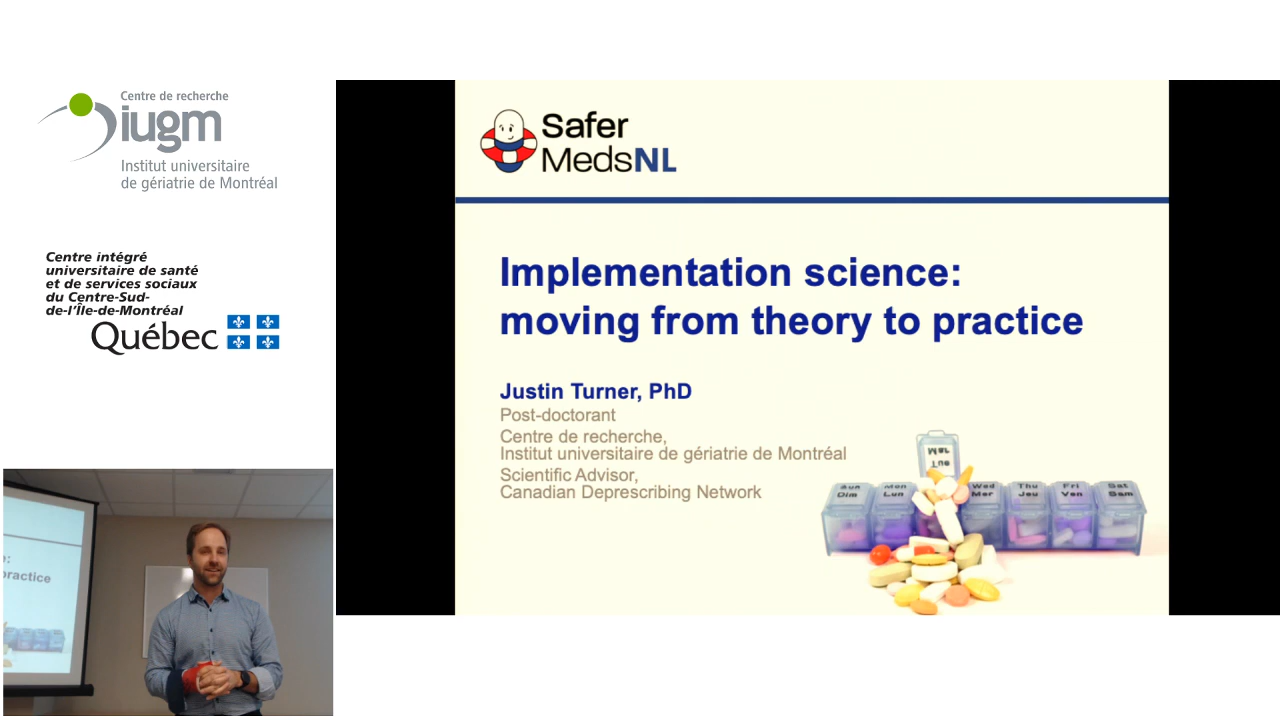 Centre de recherche
iugm
Institut universitaire
de gériatrie de Montréal
Centre intégré
universitaire de santé
et de services sociaux
du Centre-Sud-
de-l'Île-de-Montréal
Québec
Safer
MedsNL
Implementation science:
moving from theory to practice
Justin Turner, PhD
Post-doctorant
Centre de recherche,
Institut universitaire de gériatrie de Montréal
Scientific Advisor,
Canadian Deprescribing Network
Mar
Tue
Sun Mon Wed Thu Fri Sat
Dim Lun Mer Jeu Ven Sam
e:
practice